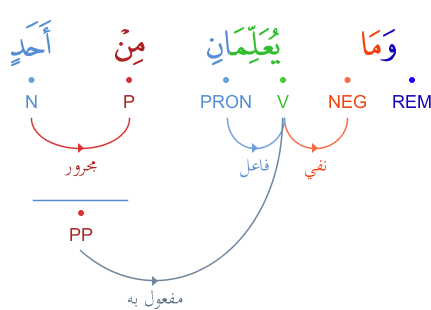 وَمَا يُعَلِّمَانِ مِنْ أَحَدٍ
REM NEG V PRON P N
نفي فاعل مجرور
PP
مفعول به